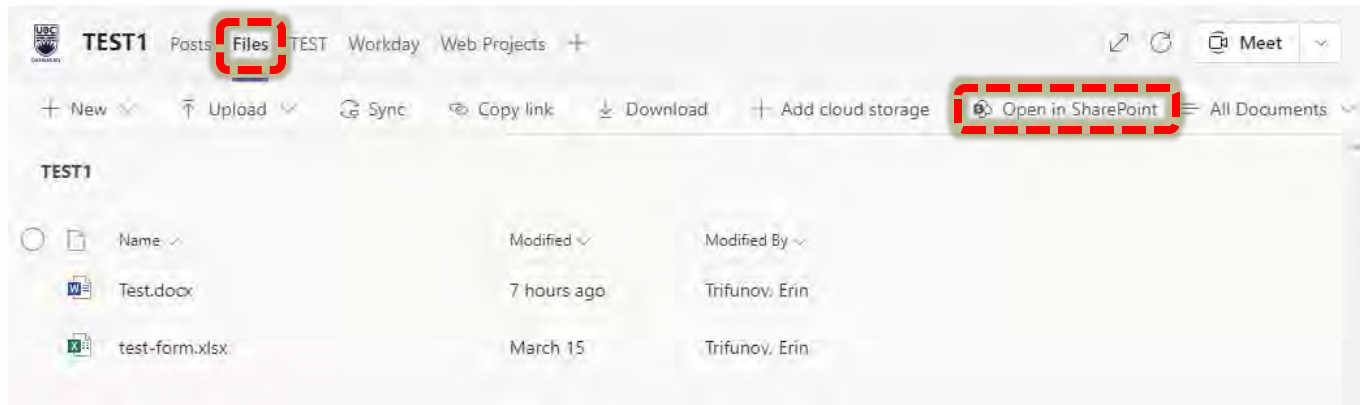 UBC
OKANAGAN
TEST1 Posts Files TEST Workday Web Projects +
Meet
+ New Upload Sync Copy link Download + Add cloud storage Open in SharePoint All Documents
TEST1
Name Modified Modified By
Test.docx 7 hours ago Trifunov, Erin
test-form.xlsx March 15 Trifunov, Erin